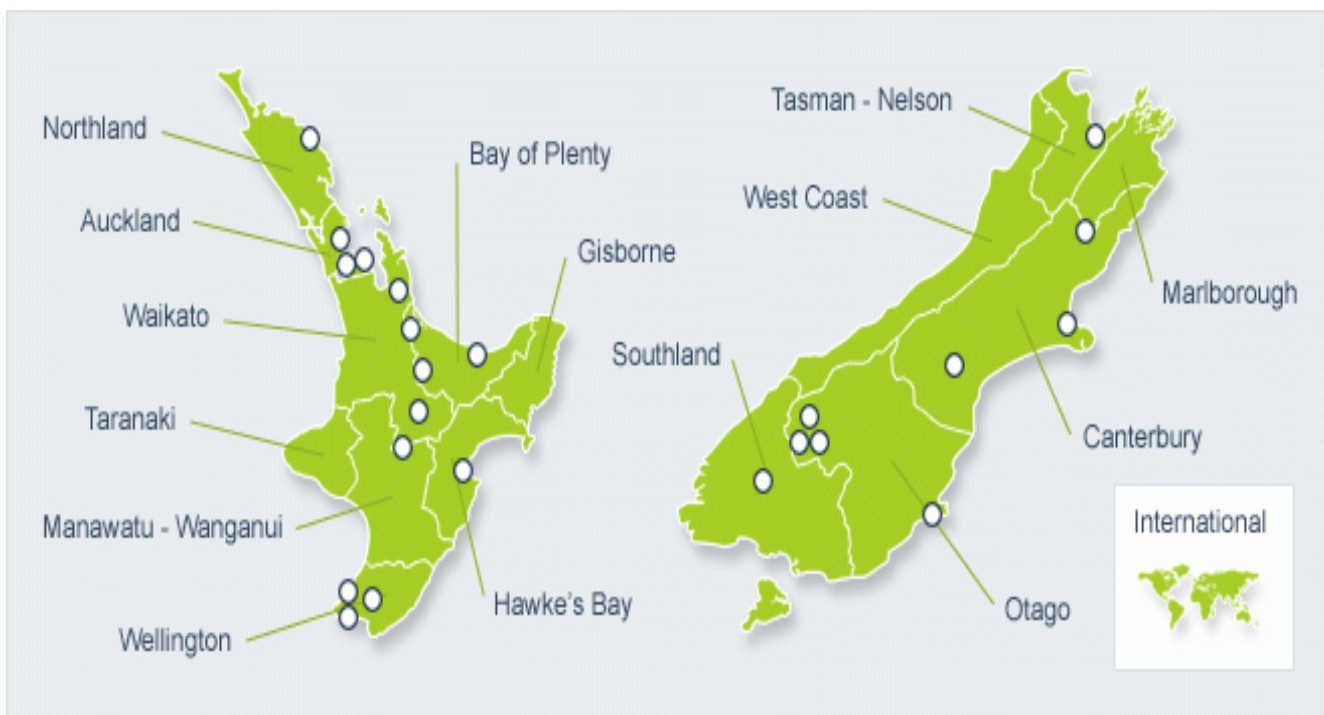 Northland
Bay of Plenty
Auckland
Gisborne
Waikato
Taranaki
Manawatu - Wanganui
Hawke's Bay
Wellington
Tasman - Nelson
West Coast
Marlborough
Southland
Canterbury
Otago
International